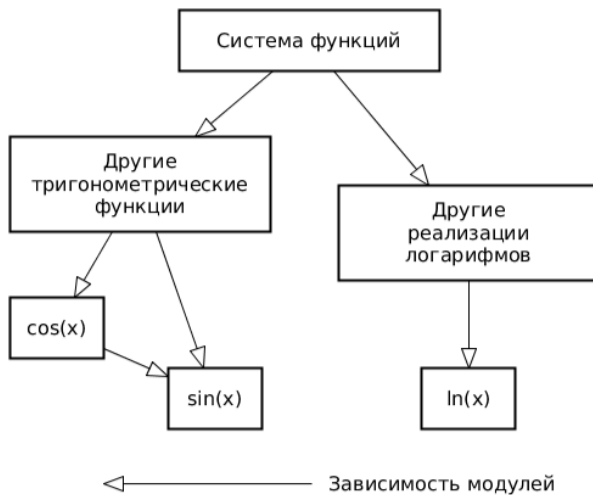 Система функций
Другие
тригонометрические
функции
Другие
реализации
логарифмов
cos(x)
sin(x)
ln(x)
Зависимость модулей